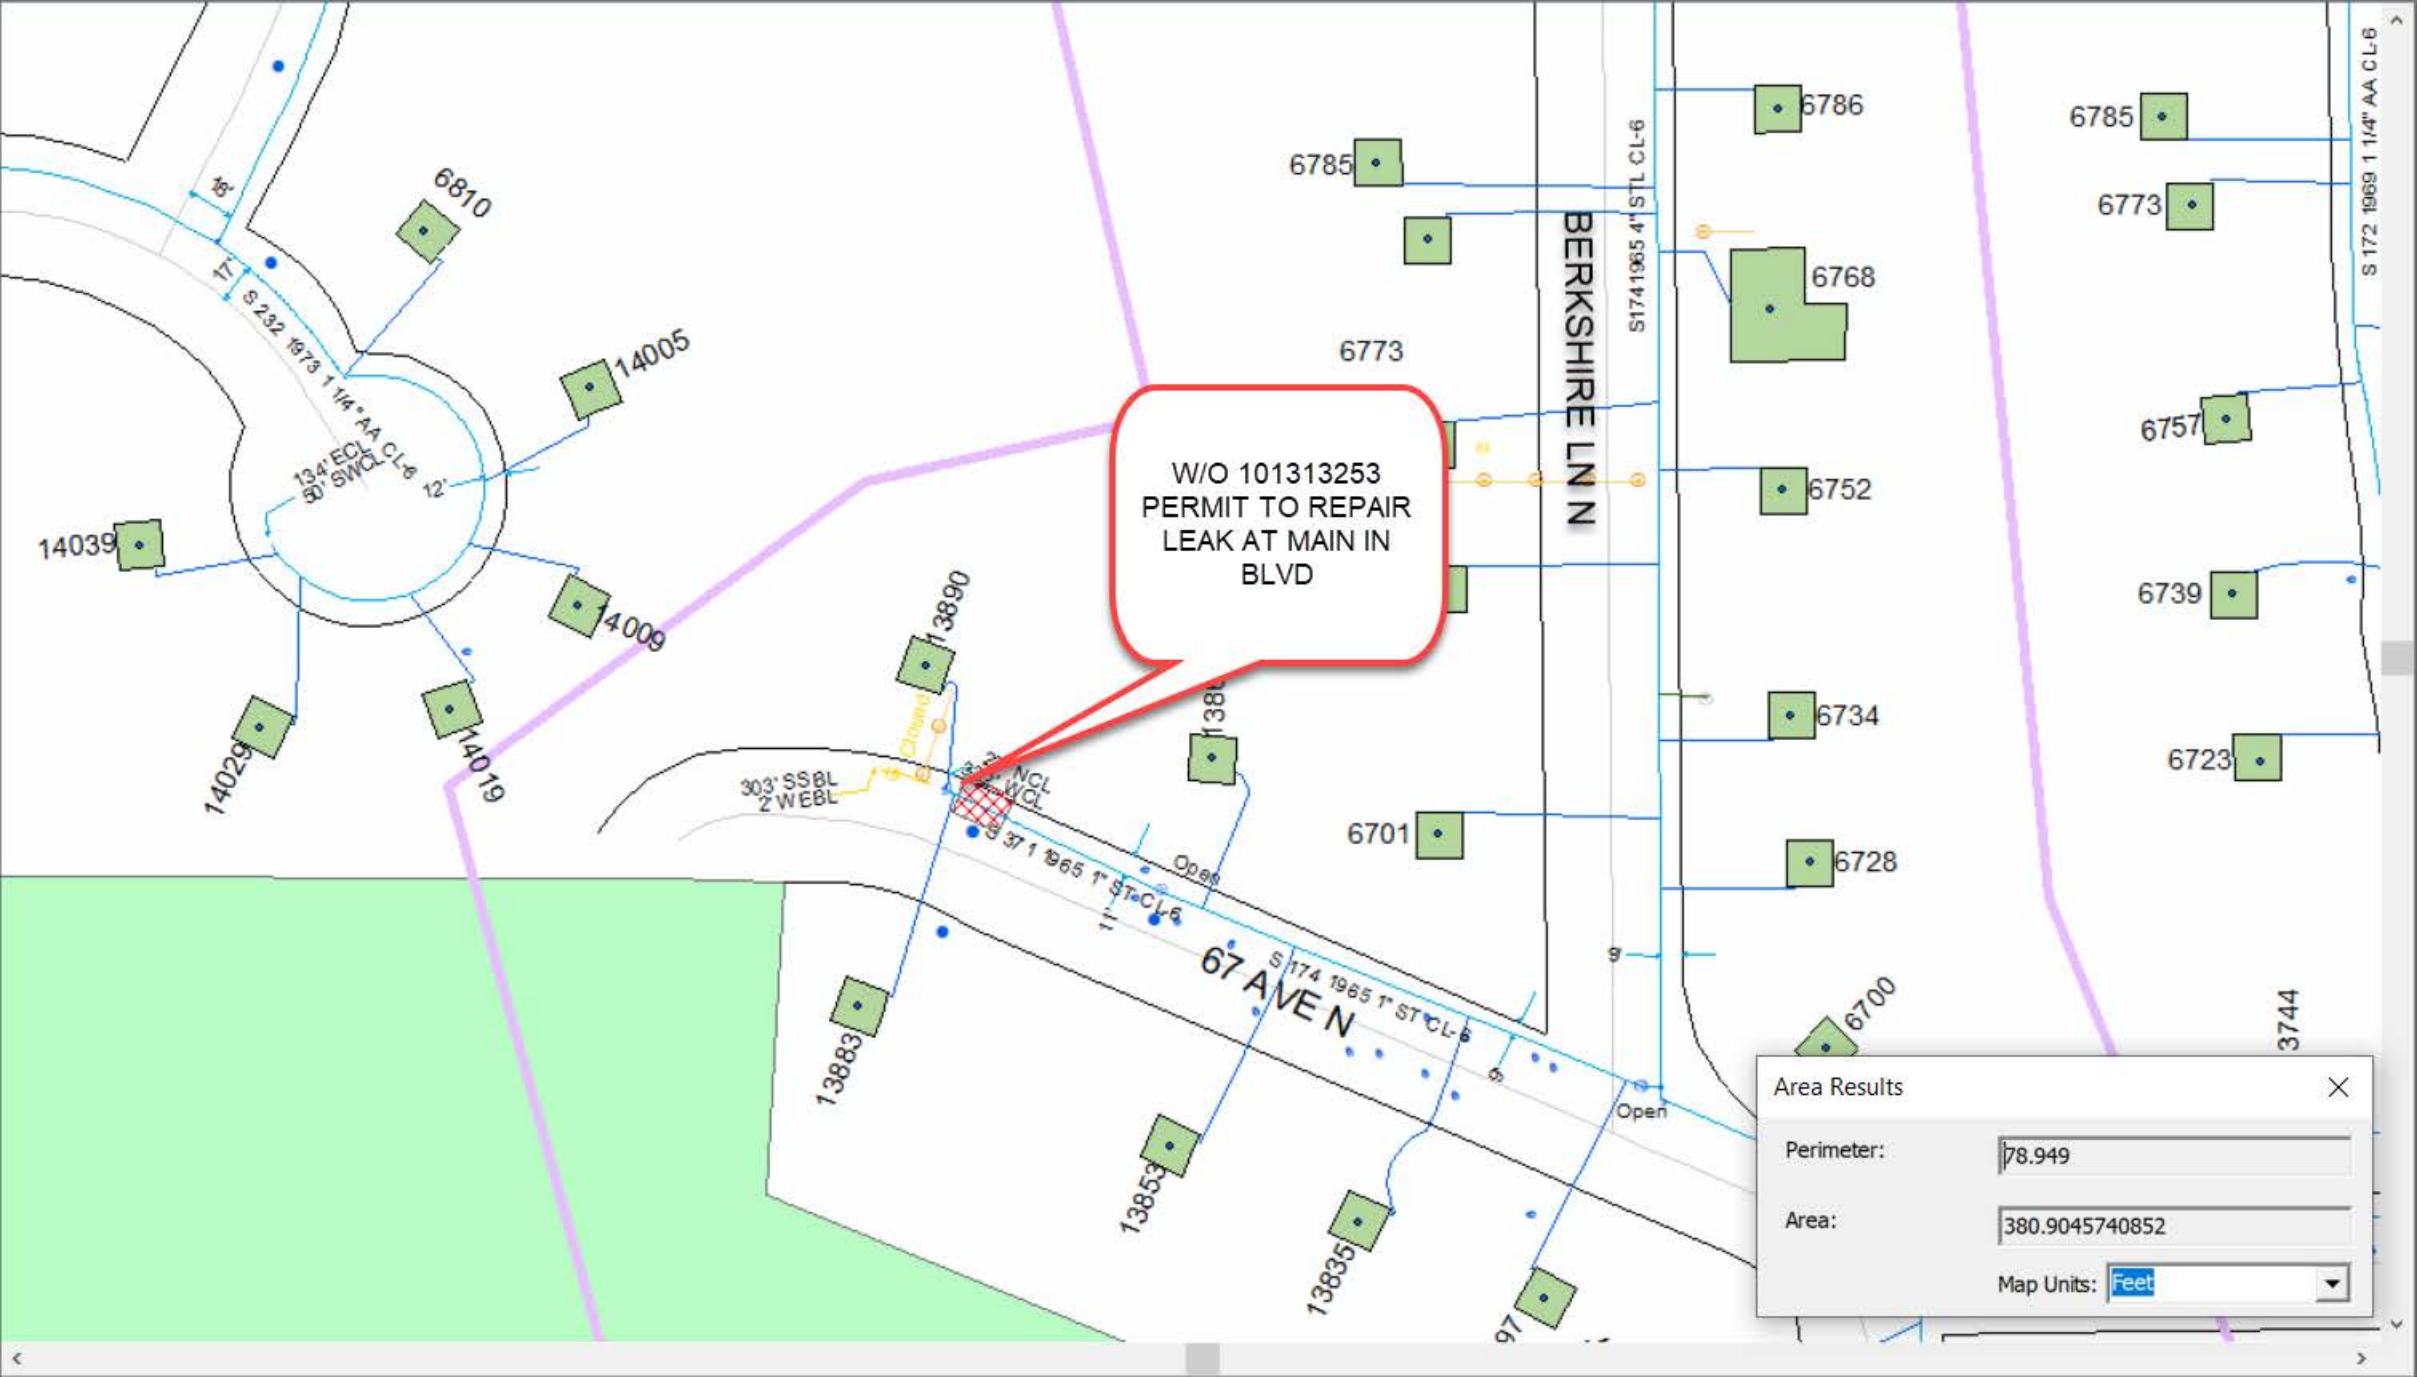 6786
6785
S 172 1969 1 1/4" AA CL-6
6785
S174 1965 4" STL CL-6
6773
6810
18'
17'
BERKSHIRE LN N
6768
S 232 1973 1 1/4" AA CL-6
14005
6773
6757
134' ECL
50' SWCL
12'
W/O 101313253
PERMIT TO REPAIR
LEAK AT MAIN IN
BLVD
6752
14039
14009
13890
6739
Closed
6734
14029
14019
303' SSBL
2' WEBL
NCL
WCL
6723
6701
6728
S 371 1965 1" ST CL-6
Open
11'
67 AVE N
S 174 1965 1" ST CL-6
13883
6700
3744
Open
13853
13835
97
Area Results
Perimeter:
78.949
Area:
380.9045740852
Map Units:
Feet